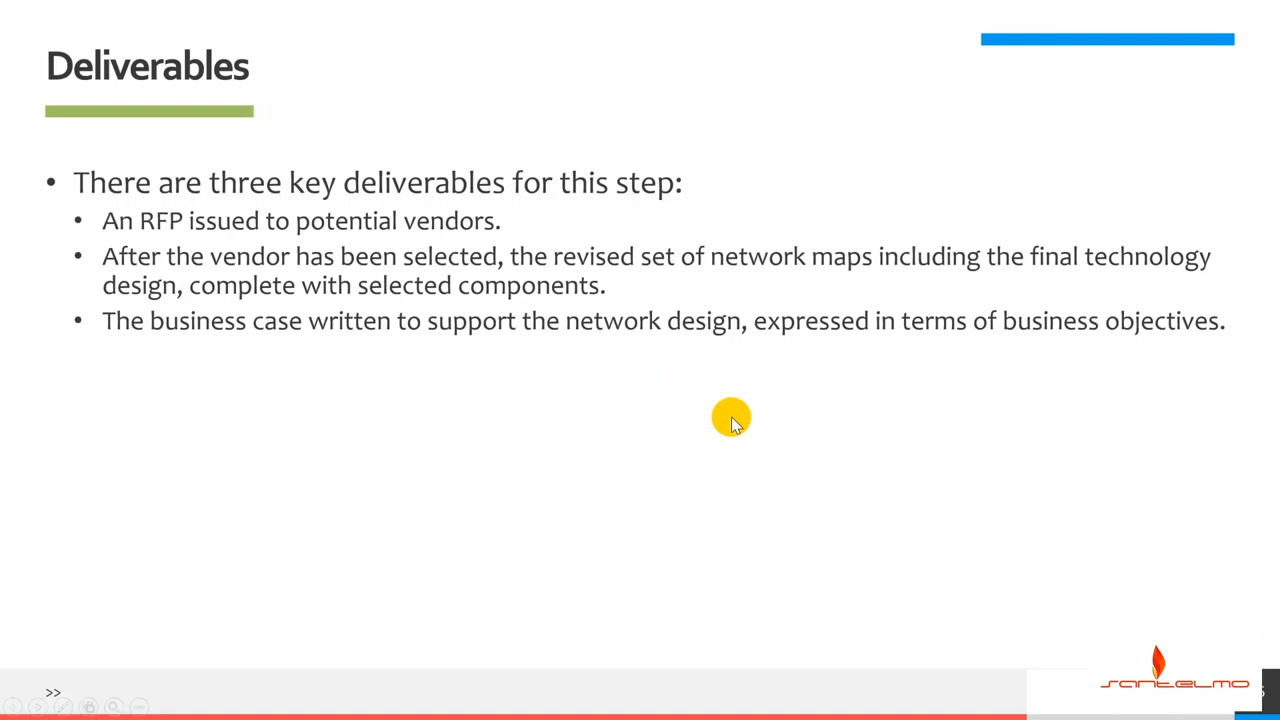 Deliverables
• There are three key deliverables for this step:
• An RFP issued to potential vendors.
• After the vendor has been selected, the revised set of network maps including the final technology
design, complete with selected components.
• The business case written to support the network design, expressed in terms of business objectives.
>>
santelmo